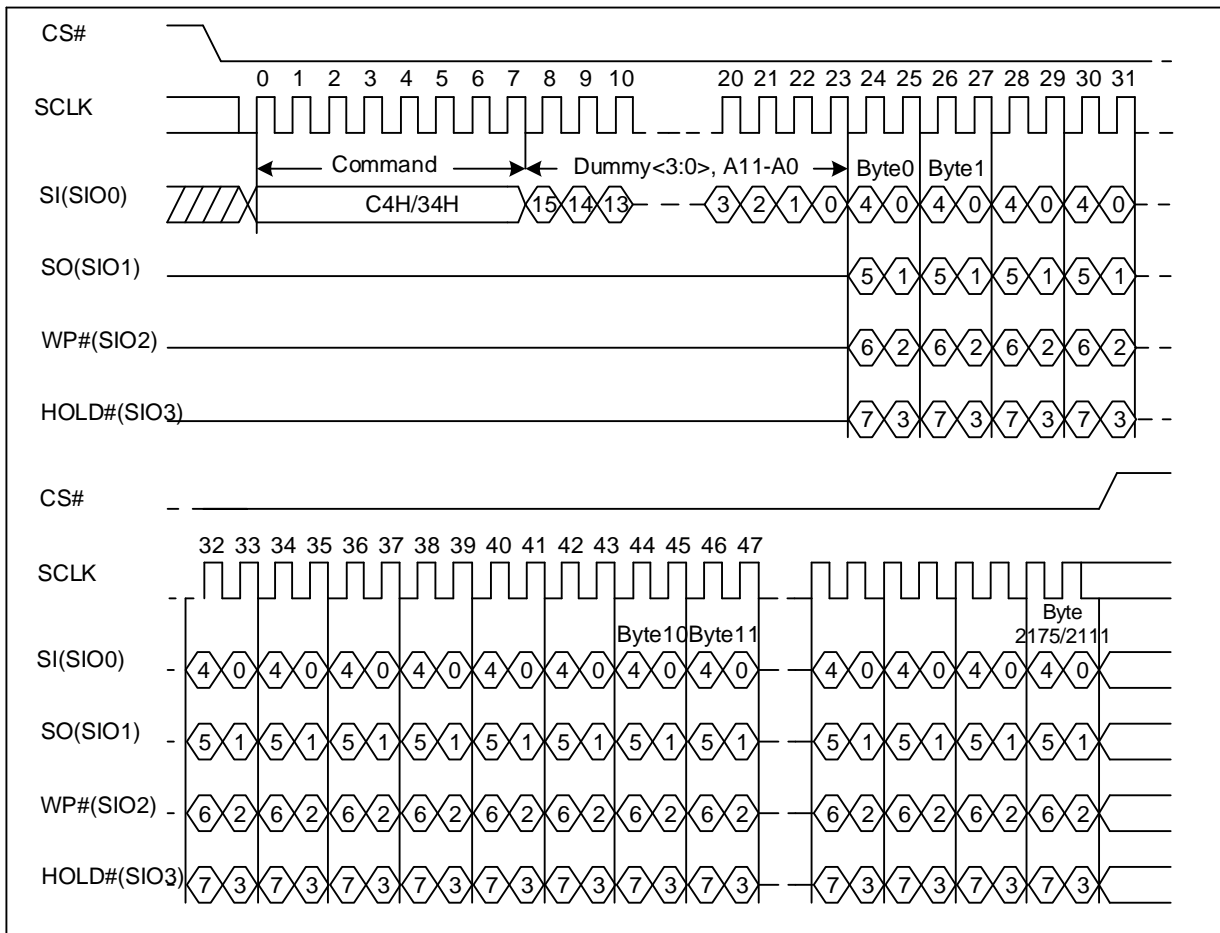 CS#
0 1 2 3 4 5 6 7 8 9 10 20 21 22 23 24 25 26 27 28 29 30 31
SCLK
Command Dummy<3:0>, A11-A0 Byte0 Byte1
SI(SIO0) C4H/34H 15 14 13 3 2 1 0 4 0 4 0 4 0 4 0
SO(SIO1) 5 1 5 1 5 1 5 1
WP#(SIO2) 6 2 6 2 6 2 6 2
HOLD#(SIO3) 7 3 7 3 7 3 7 3
CS#
32 33 34 35 36 37 38 39 40 41 42 43 44 45 46 47
SCLK
Byte10 Byte11 Byte
2175/2111
SI(SIO0) 4 0 4 0 4 0 4 0 4 0 4 0 4 0 4 0 4 0 4 0 4 0 4 0
SO(SIO1) 5 1 5 1 5 1 5 1 5 1 5 1 5 1 5 1 5 1 5 1 5 1 5 1
WP#(SIO2) 6 2 6 2 6 2 6 2 6 2 6 2 6 2 6 2 6 2 6 2 6 2 6 2
HOLD#(SIO3) 7 3 7 3 7 3 7 3 7 3 7 3 7 3 7 3 7 3 7 3 7 3 7 3